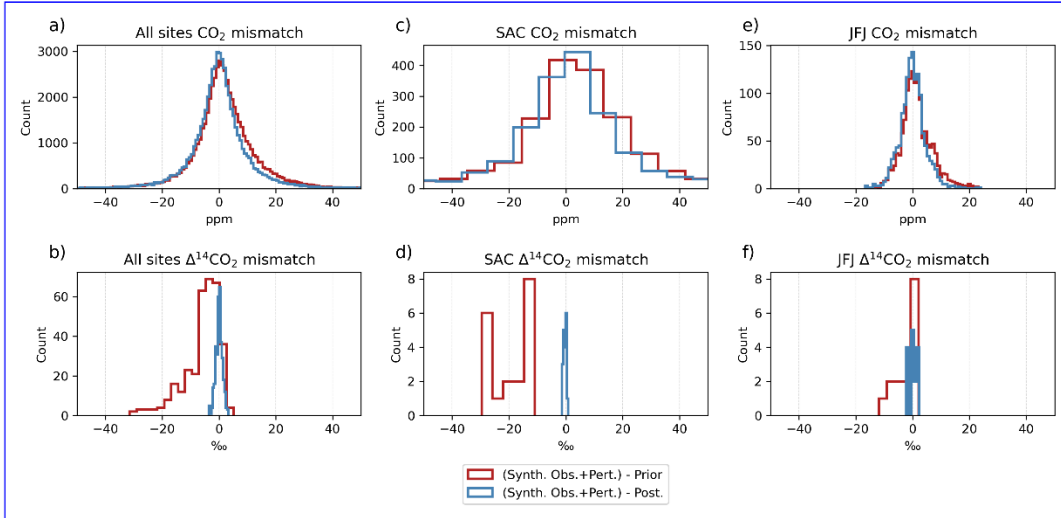 a) All sites CO₂ mismatch
3000
2000
1000
0
Count
−40 −20 0 20 40
ppm
c) SAC CO₂ mismatch
400
300
200
100
0
Count
−40 −20 0 20 40
ppm
e) JFJ CO₂ mismatch
150
100
50
0
Count
−40 −20 0 20 40
ppm
b) All sites Δ¹⁴CO₂ mismatch
60
40
20
0
Count
−40 −20 0 20 40
‰
d) SAC Δ¹⁴CO₂ mismatch
8
6
4
2
0
Count
−40 −20 0 20 40
‰
f) JFJ Δ¹⁴CO₂ mismatch
8
6
4
2
0
Count
−40 −20 0 20 40
‰
(Synth. Obs.+Pert.) - Prior
(Synth. Obs.+Pert.) - Post.